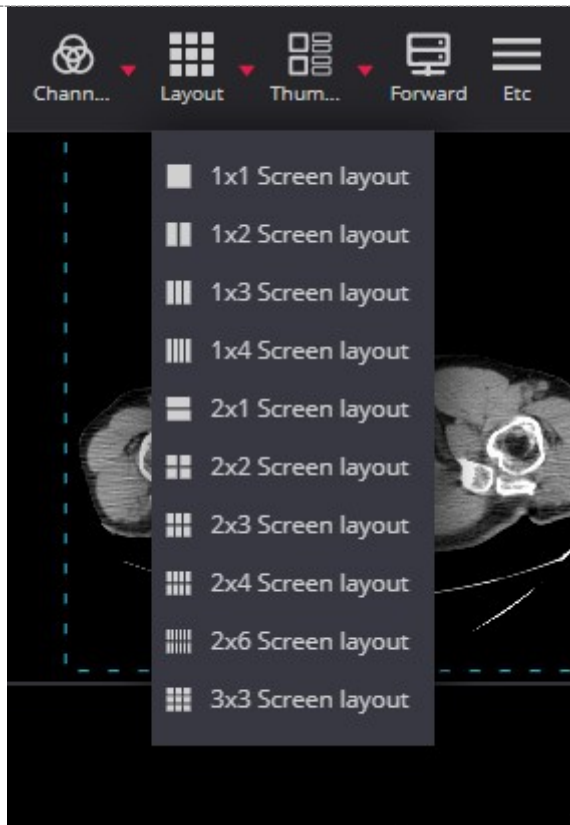 Chann...
Layout
Thum...
Forward
Etc
1x1 Screen layout
1x2 Screen layout
1x3 Screen layout
1x4 Screen layout
2x1 Screen layout
2x2 Screen layout
2x3 Screen layout
2x4 Screen layout
2x6 Screen layout
3x3 Screen layout